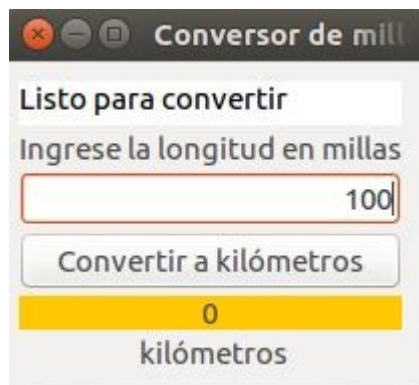 Conversor de mill
Listo para convertir
Ingrese la longitud en millas
100
Convertir a kilómetros
0
kilómetros